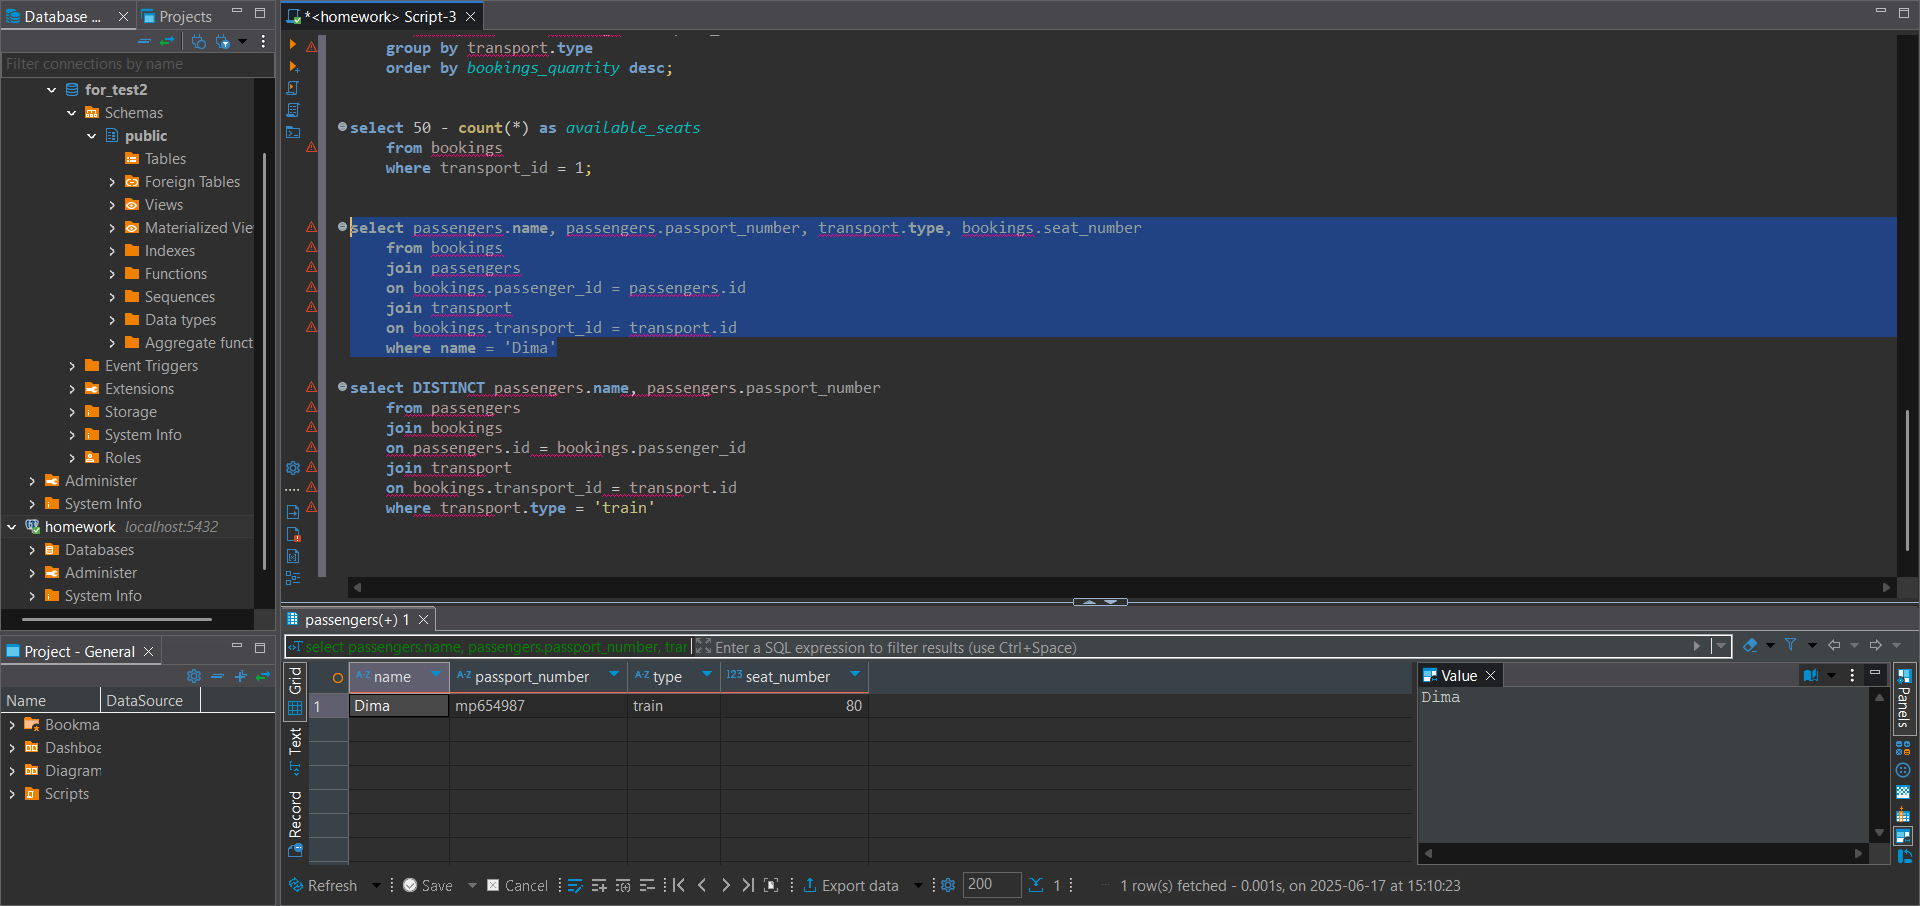 Database ...
Projects
Filter connections by name
for_test2
Schemas
public
Tables
Foreign Tables
Views
Materialized Vie
Indexes
Functions
Sequences
Data types
Aggregate funct
Event Triggers
Extensions
Storage
System Info
Roles
Administer
System Info
homework localhost:5432
Databases
Administer
System Info
Project - General
Name DataSource
Bookma
Dashboa
Diagram
Scripts
*<homework> Script-3
group by transport.type
order by bookings_quantity desc;
select 50 - count(*) as available_seats
from bookings
where transport_id = 1;
select passengers.name, passengers.passport_number, transport.type, bookings.seat_number
from bookings
join passengers
on bookings.passenger_id = passengers.id
join transport
on bookings.transport_id = transport.id
where name = 'Dima'
select DISTINCT passengers.name, passengers.passport_number
from passengers
join bookings
on passengers.id = bookings.passenger_id
join transport
on bookings.transport_id = transport.id
where transport.type = 'train'
passengers(+) 1
select passengers.name, passengers.passport_number, trar
Enter a SQL expression to filter results (use Ctrl+Space)
Grid
Text
Record
A-Z name A-Z passport_number A-Z type 123 seat_number
1 Dima mp654987 train 80
Value
Dima
Panels
Refresh Save Cancel Export data 200 1 1 row(s) fetched - 0.001s, on 2025-06-17 at 15:10:23